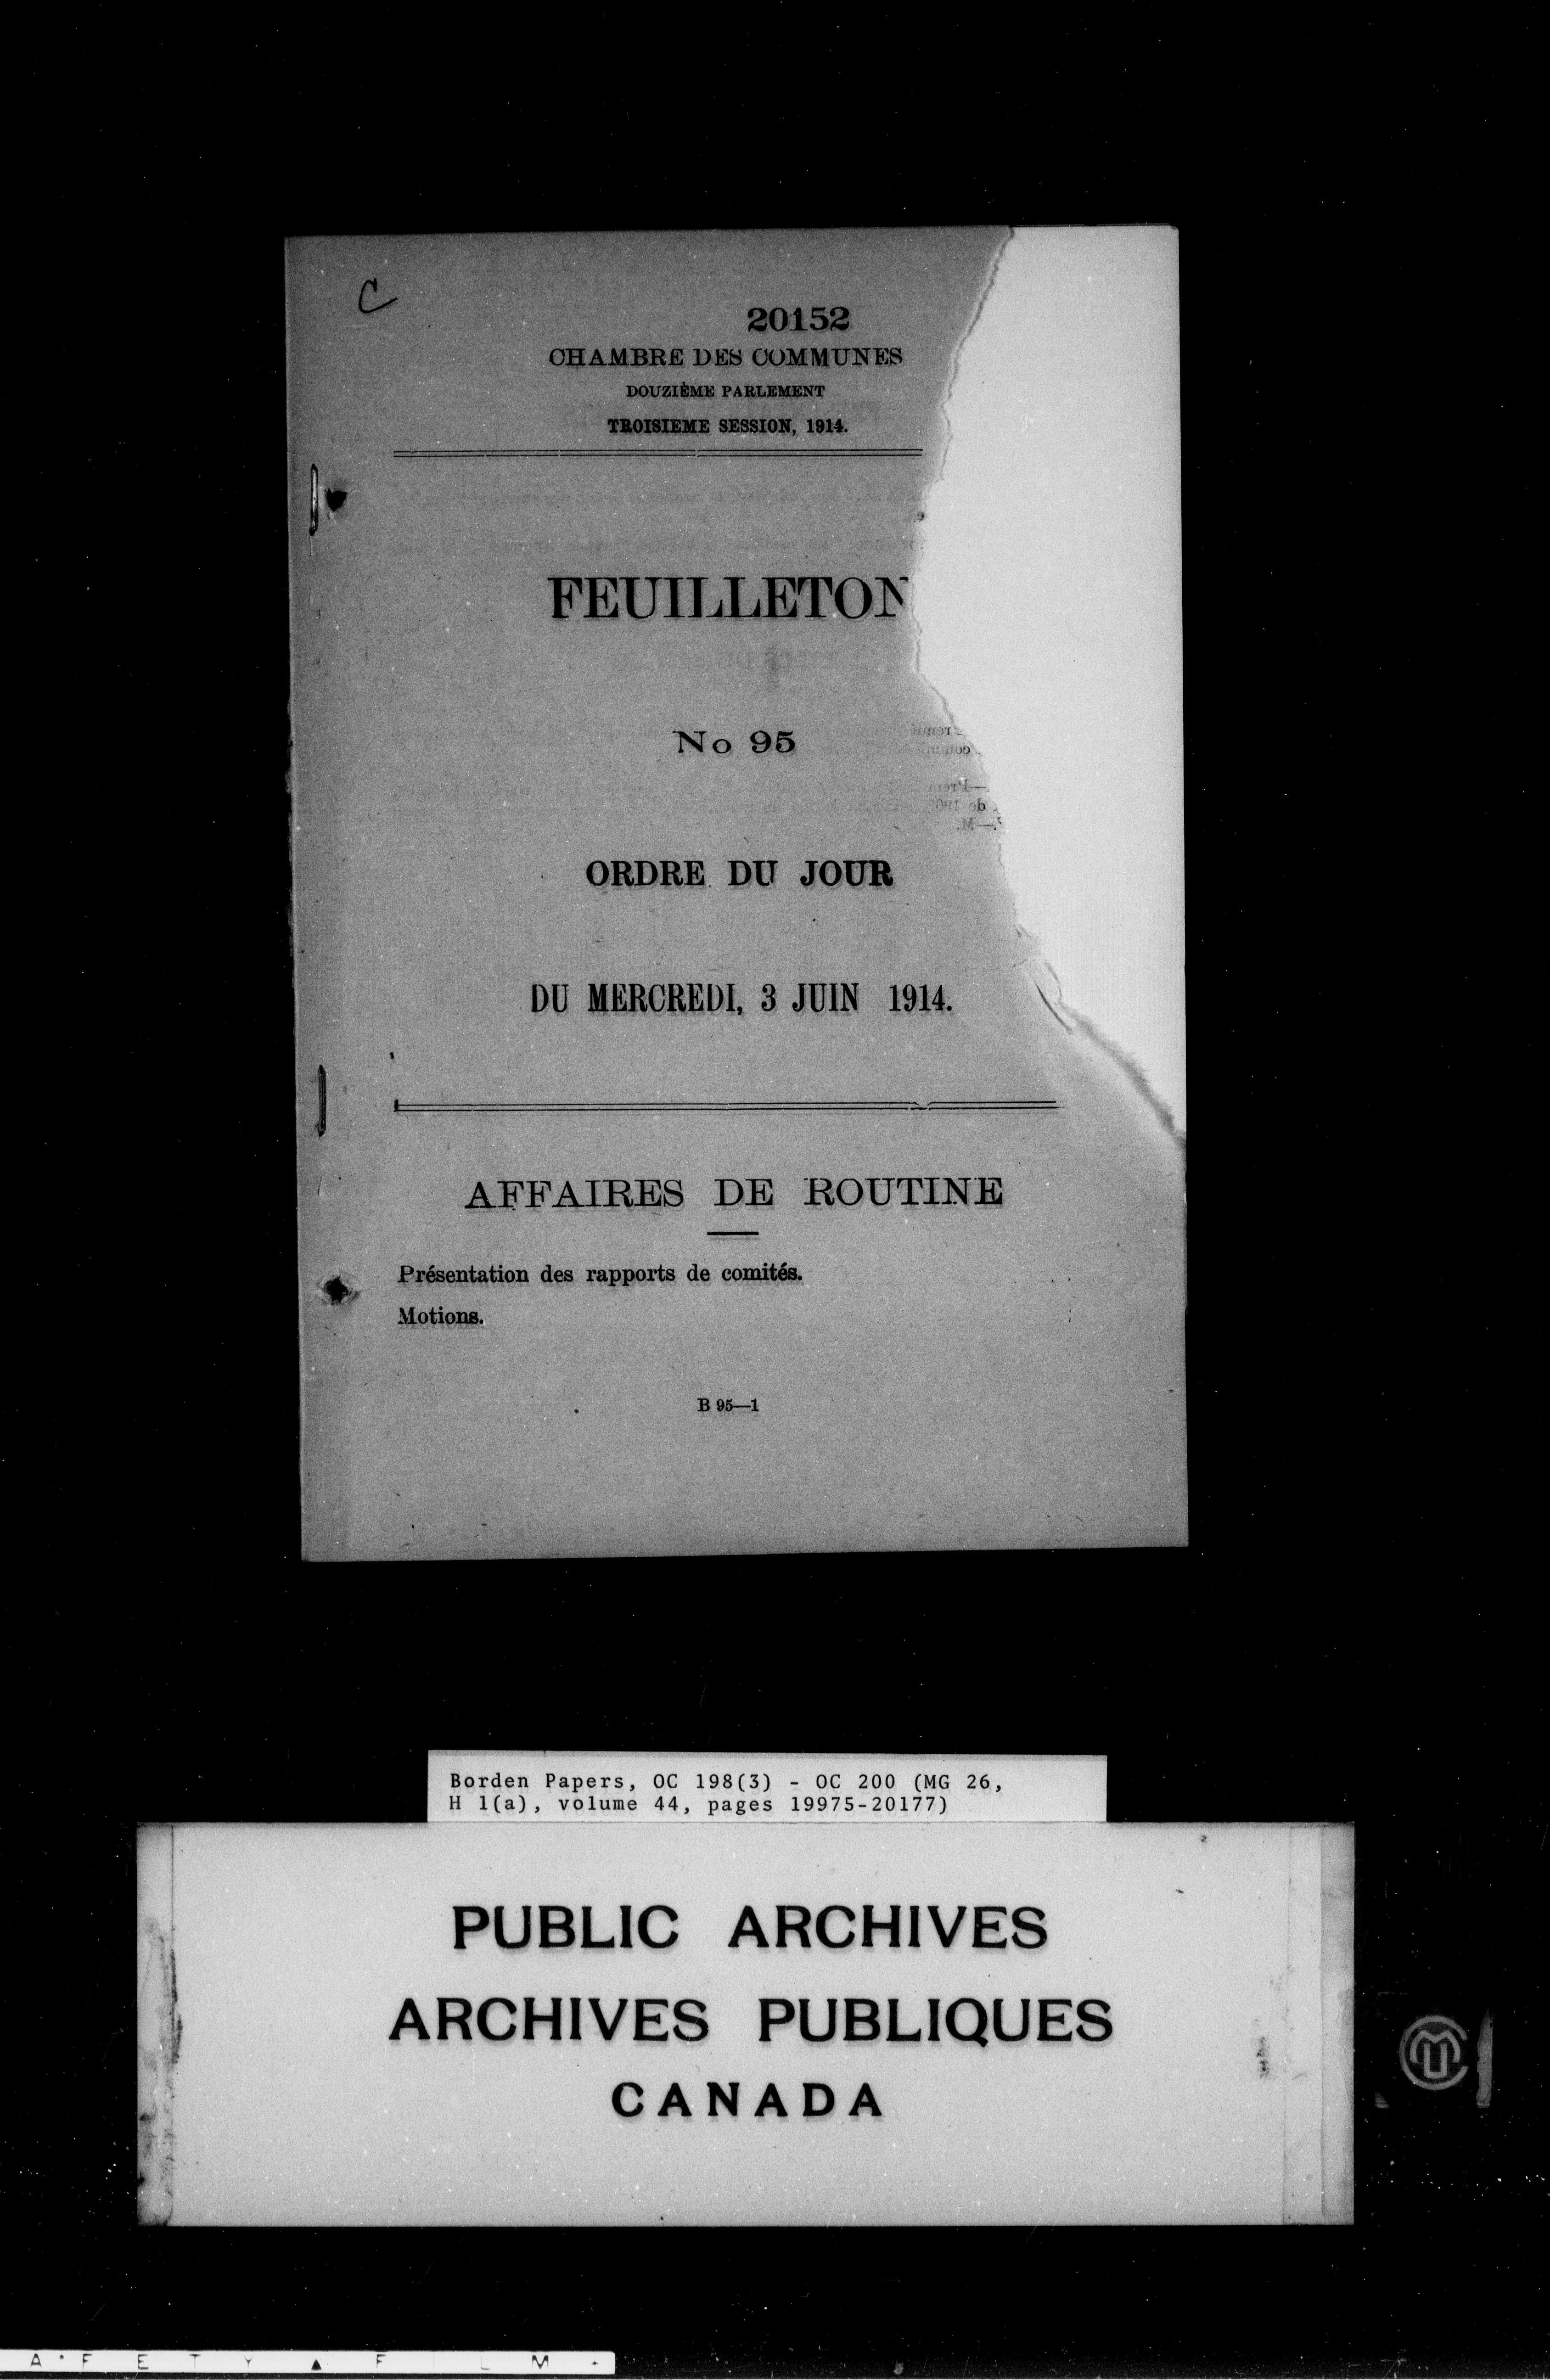 C
20152
CHAMBRE DES COMMUNES
DOUZIÈME PARLEMENT
TROISIEME SESSION, 1914.
FEUILLETON
No 95
ORDRE DU JOUR
DU MERCREDI, 3 JUIN 1914.
AFFAIRES DE ROUTINE
Présentation des rapports de comités.
Motions.
B 95—1
Borden Papers, OC 198(3) - OC 200 (MG 26,
H 1(a), volume 44, pages 19975-20177)
PUBLIC ARCHIVES
ARCHIVES PUBLIQUES
CANADA
A F E T Y ▲ F L M